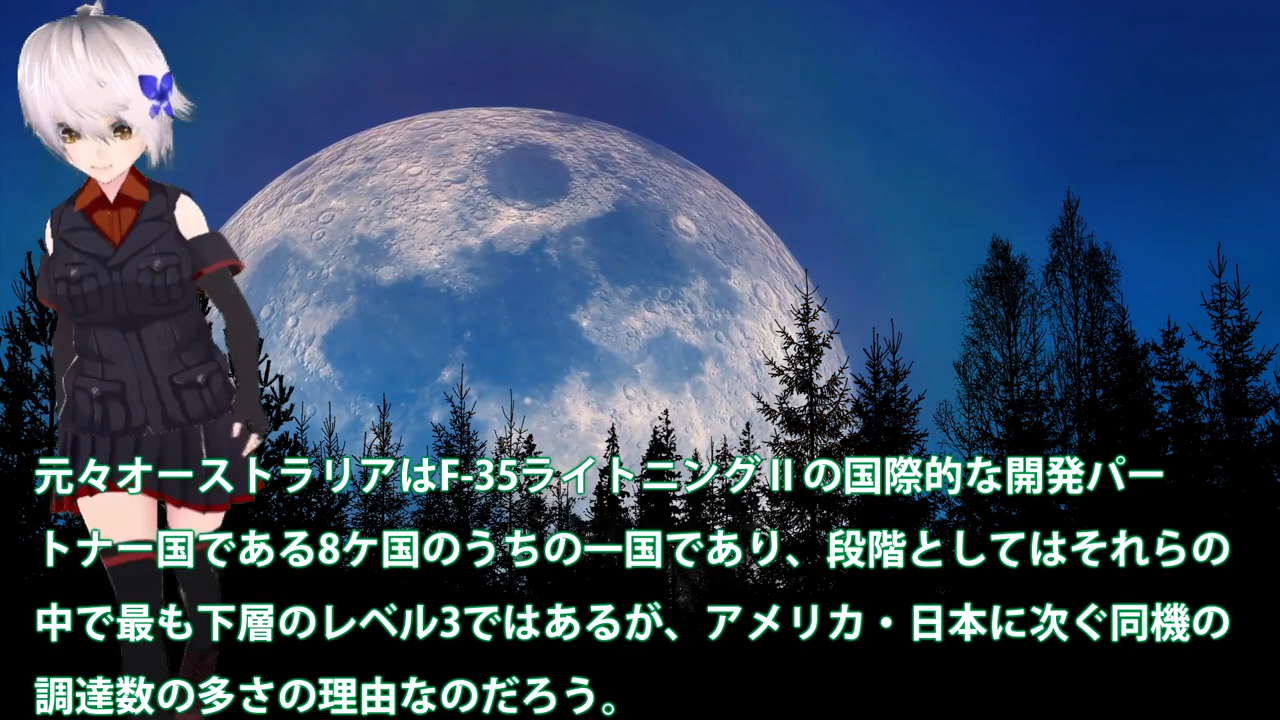 元々オーストラリアはF-35ライトニングⅡの国際的な開発パー
トナー国である8ケ国のうちの一国であり、段階としてはそれらの
中で最も下層のレベル3ではあるが、アメリカ・日本に次ぐ同機の
調達数の多さの理由なのだろう。